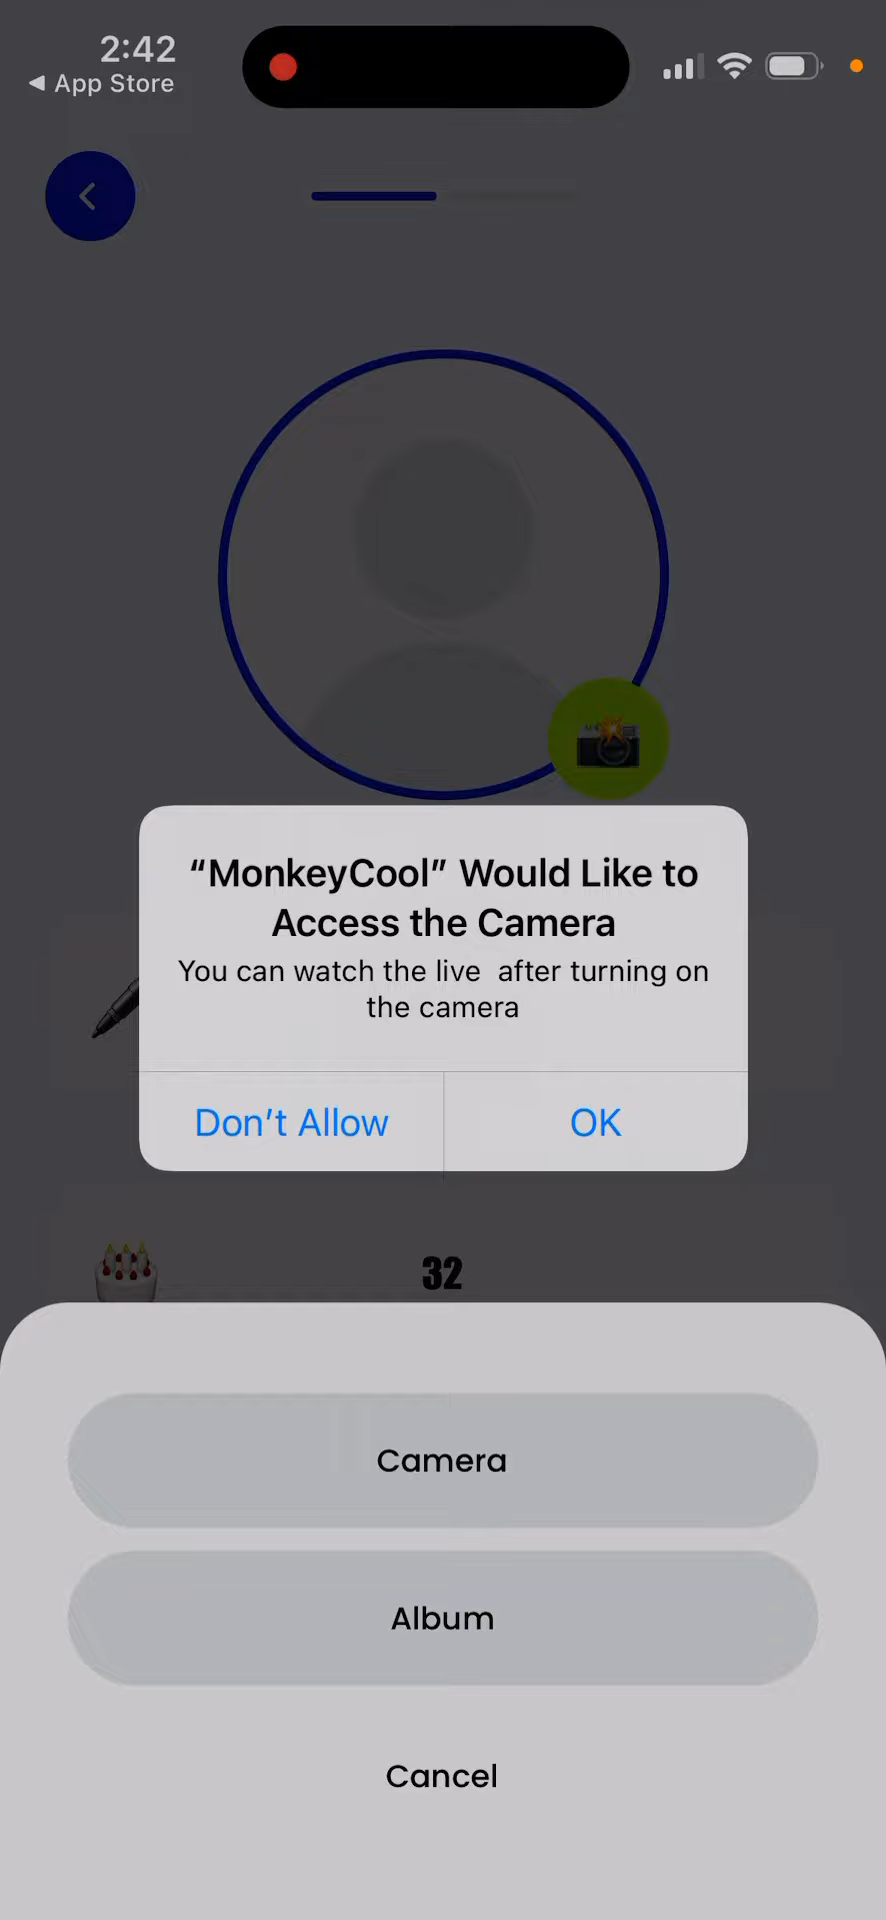 2:42
◀ App Store
“MonkeyCool” Would Like to
Access the Camera
You can watch the live  after turning on
the camera
Don’t Allow
OK
32
Camera
Album
Cancel